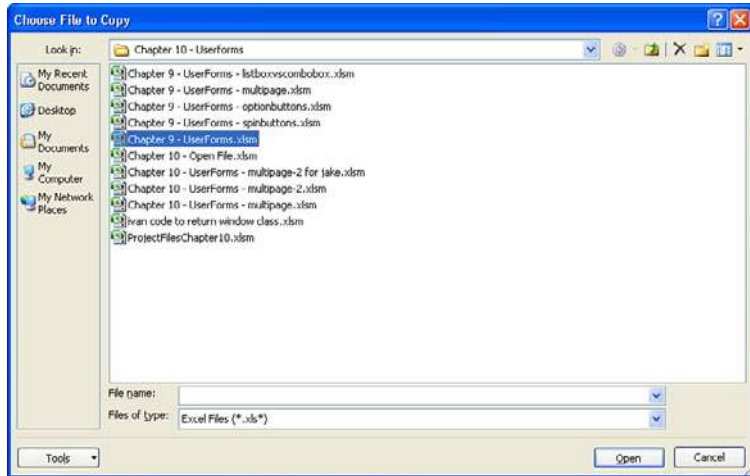 Choose File to Copy
Look in:
Chapter 10 - Userforms
My Recent
Documents
Desktop
My
Documents
My
Computer
My Network
Places
Chapter 9 - UserForms - listboxvscombobox.xlsm
Chapter 9 - UserForms - multipage.xlsm
Chapter 9 - UserForms - optionbuttons.xlsm
Chapter 9 - UserForms - spinbuttons.xlsm
Chapter 9 - UserForms.xlsm
Chapter 10 - Open File.xlsm
Chapter 10 - UserForms - multipage-2 for jake.xlsm
Chapter 10 - UserForms - multipage-2.xlsm
Chapter 10 - UserForms - multipage.xlsm
ivan code to return window class.xlsm
ProjectFilesChapter10.xlsm
File name:
Files of type:
Excel Files (*.xls*)
Tools
Open
Cancel